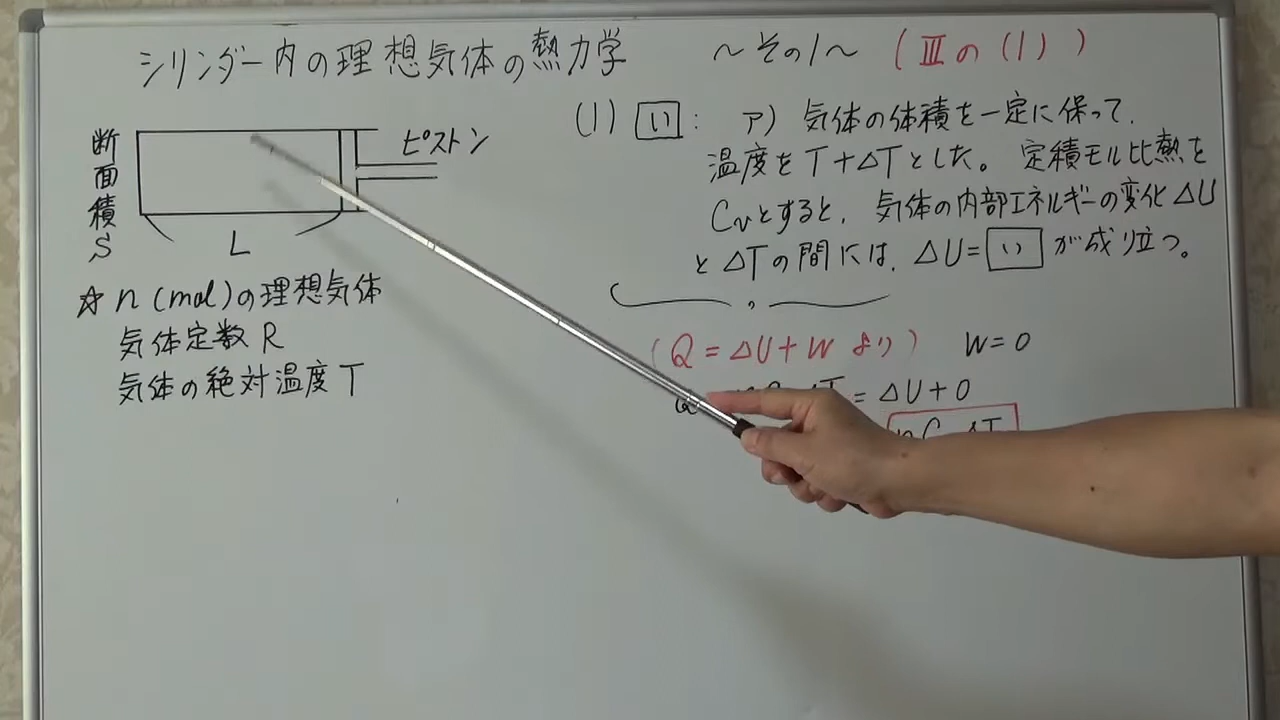 シリンダー内の理想気体の熱力学 ～その1～ (Ⅲの(1))
断面積S
ピストン
L
☆ n (mol)の理想気体
気体定数 R
気体の絶対温度 T
(1) い : ア) 気体の体積を一定に保って、
温度をT+ΔTとした。定積モル比熱を
Cvとすると、気体の内部エネルギーの変化ΔU
とΔTの間には、ΔU= い が成り立つ。
(Q=ΔU+W より) W=0
Q = ΔU+0